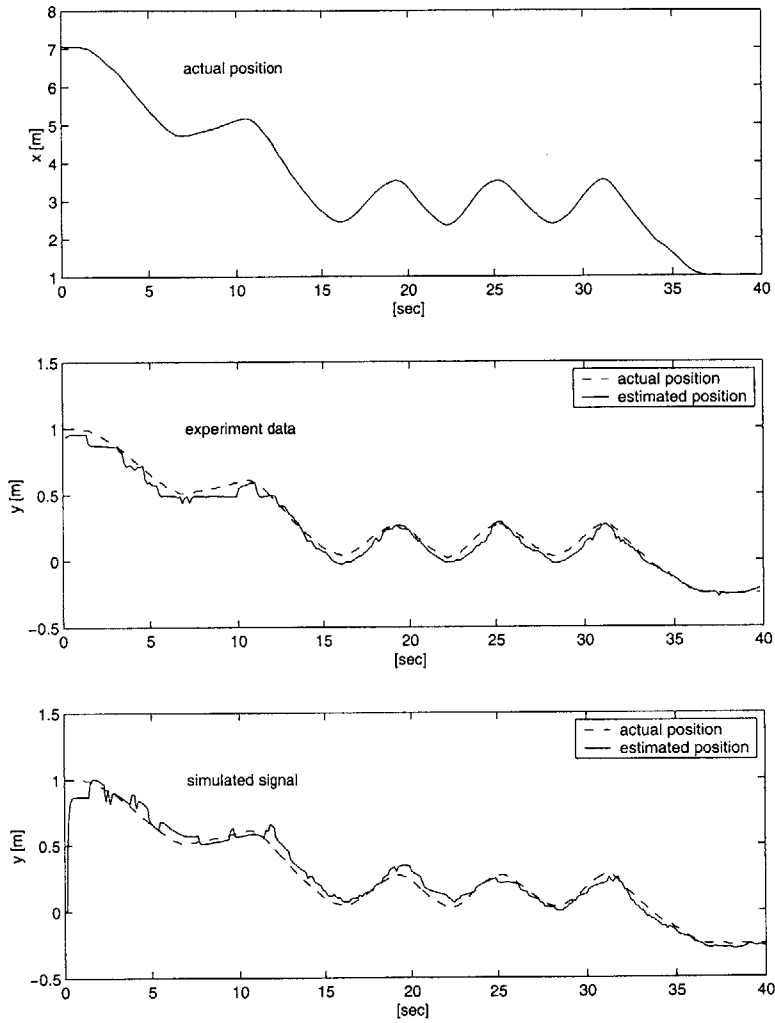 8
7
6
5
4
3
2
1
x [m]
actual position
0 5 10 15 20 25 30 35 40
[sec]
1.5
1
0.5
0
−0.5
y [m]
experiment data
actual position
estimated position
0 5 10 15 20 25 30 35 40
[sec]
1.5
1
0.5
0
−0.5
y [m]
simulated signal
actual position
estimated position
0 5 10 15 20 25 30 35 40
[sec]